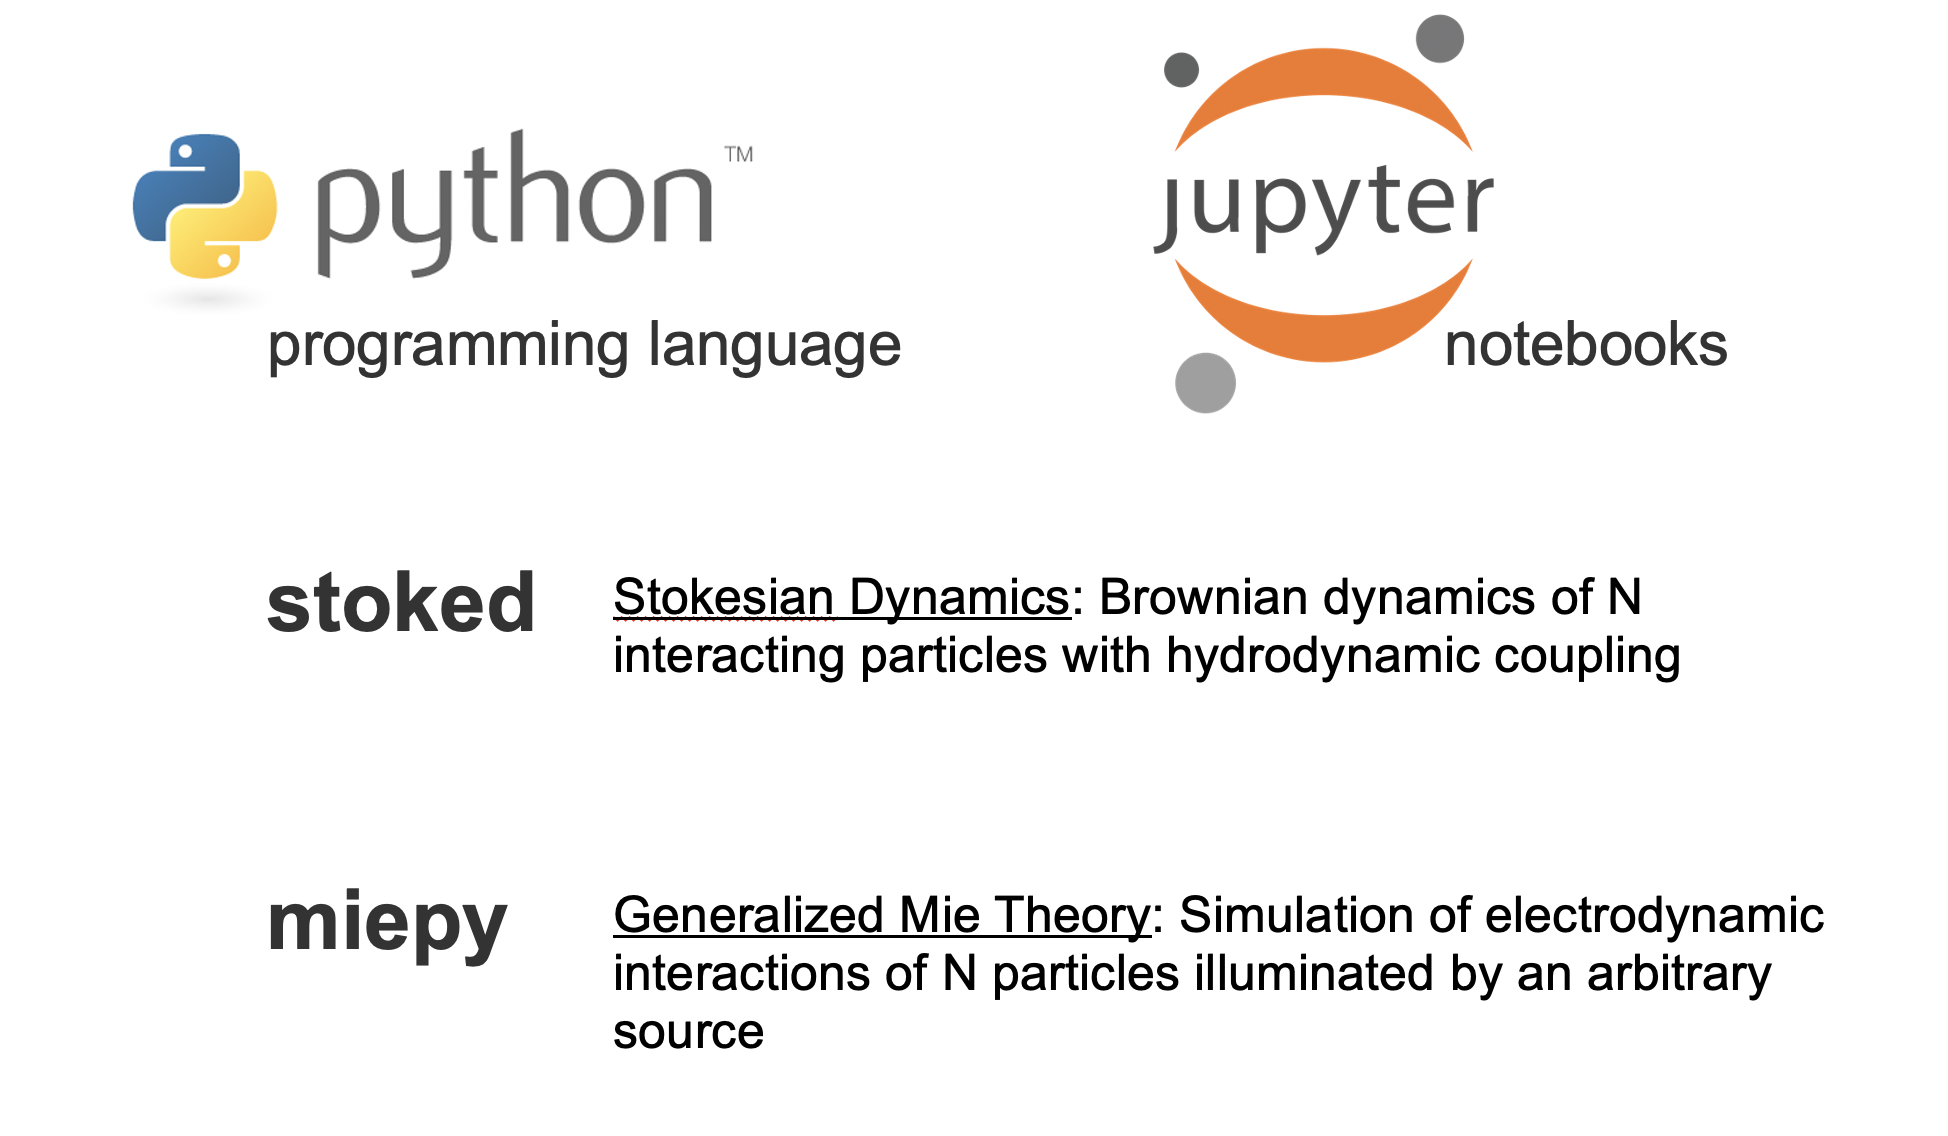 python™
programming language
jupyter
notebooks
stoked
Stokesian Dynamics: Brownian dynamics of N
interacting particles with hydrodynamic coupling
miepy
Generalized Mie Theory: Simulation of electrodynamic
interactions of N particles illuminated by an arbitrary
source